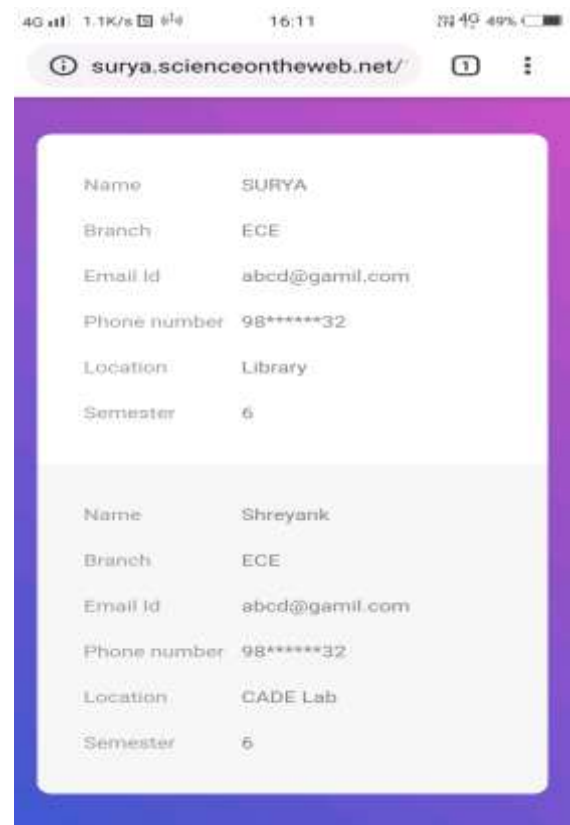 4G 1.1K/s 16:11 49%
surya.scienceontheweb.net/ 1
Name SURYA
Branch ECE
Email Id abcd@gamil.com
Phone number 98******32
Location Library
Semester 6
Name Shreyank
Branch ECE
Email Id abcd@gamil.com
Phone number 98******32
Location CADE Lab
Semester 6